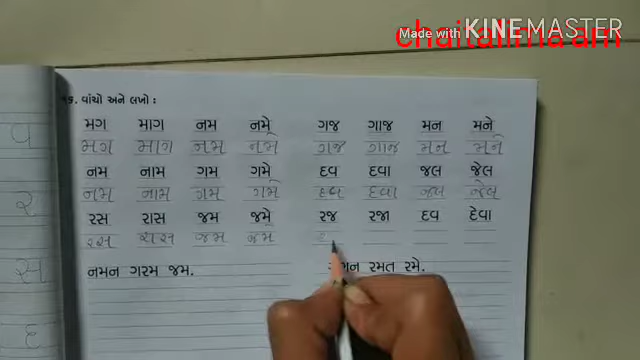 Made with KINEMASTER
chaitalimaam
૧૬. વાંચો અને લખો :
મગ માગ નમ નમે ગજ ગાજ મન મને
મગ માગ નમ નમે ગજ ગાજ મન મને
નમ નામ ગમ ગમે દવ દવા જલ જેલ
નમ નામ ગમ ગમે દવ દવા જલ જેલ
રસ રાસ જમ જમે રજ રજા દવ દેવા
રસ રાસ જમ જમે ર
નમન ગરમ જમ. ગગન રમત રમે.
વ
ર
સ
દ